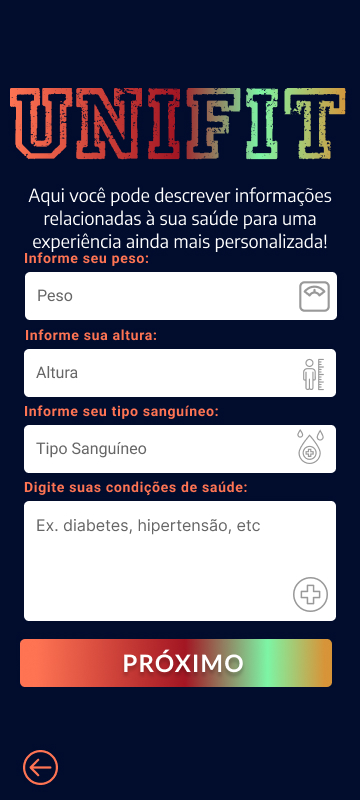 UNIFIT
Aqui você pode descrever informações
relacionadas à sua saúde para uma
experiência ainda mais personalizada!
Informe seu peso:
Peso
Informe sua altura:
Altura
Informe seu tipo sanguíneo:
Tipo Sanguíneo
Digite suas condições de saúde:
Ex. diabetes, hipertensão, etc
PRÓXIMO